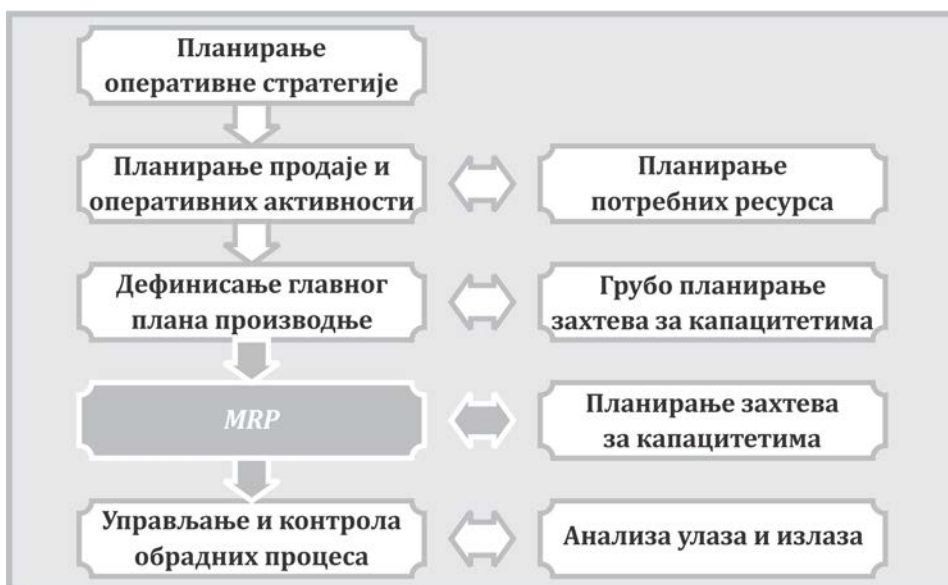 Планирање
оперативне стратегије
Планирање продаје и
оперативних активности
Планирање
потребних ресурса
Дефинисање главног
плана производње
Грубо планирање
захтева за капацитетима
MRP
Планирање захтева
за капацитетима
Управљање и контрола
обрадних процеса
Анализа улаза и излаза